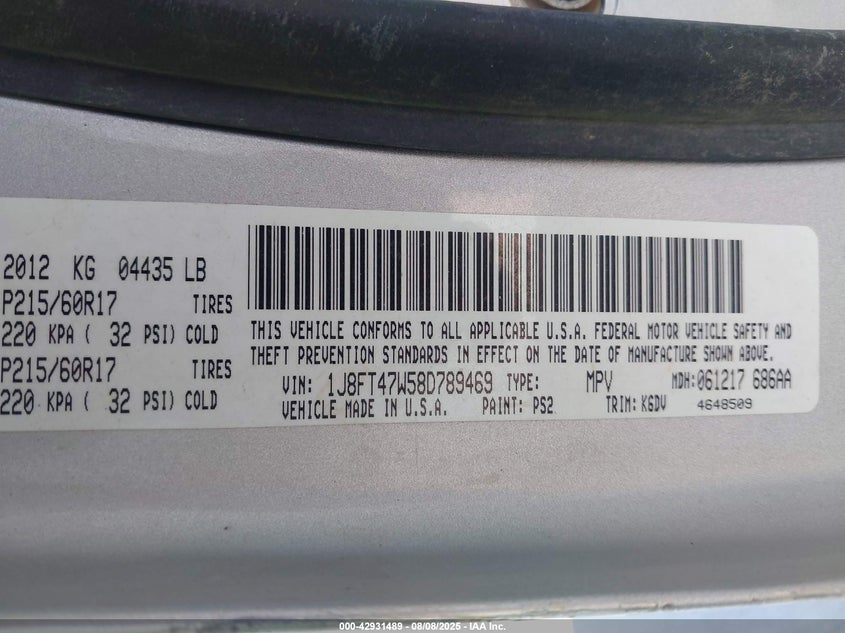 2012 KG 04435 LB
P215/60R17 TIRES
220 KPA ( 32 PSI) COLD
P215/60R17 TIRES
220 KPA ( 32 PSI) COLD
THIS VEHICLE CONFORMS TO ALL APPLICABLE U.S.A. FEDERAL MOTOR VEHICLE SAFETY AND
THEFT PREVENTION STANDARDS IN EFFECT ON THE DATE OF MANUFACTURE SHOWN ABOVE.
VIN: 1J8FT47W58D789469 TYPE: MPV MDH:061217 686AA
VEHICLE MADE IN U.S.A. PAINT: PS2 TRIM: K6DV 4648509
000-42931489 - 08/08/2025 - IAA Inc.